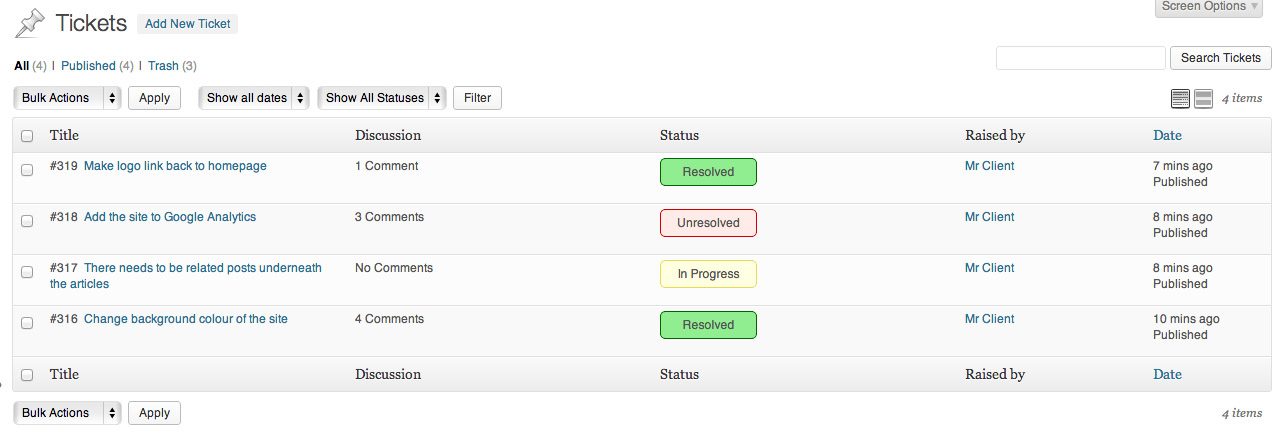 Screen Options ▼
Tickets Add New Ticket
All (4) | Published (4) | Trash (3)
Search Tickets
Bulk Actions Apply Show all dates Show All Statuses Filter 4 items
Title Discussion Status Raised by Date
#319 Make logo link back to homepage 1 Comment Resolved Mr Client 7 mins ago
Published
#318 Add the site to Google Analytics 3 Comments Unresolved Mr Client 8 mins ago
Published
#317 There needs to be related posts underneath No Comments In Progress Mr Client 8 mins ago
the articles Published
#316 Change background colour of the site 4 Comments Resolved Mr Client 10 mins ago
Published
Title Discussion Status Raised by Date
Bulk Actions Apply 4 items